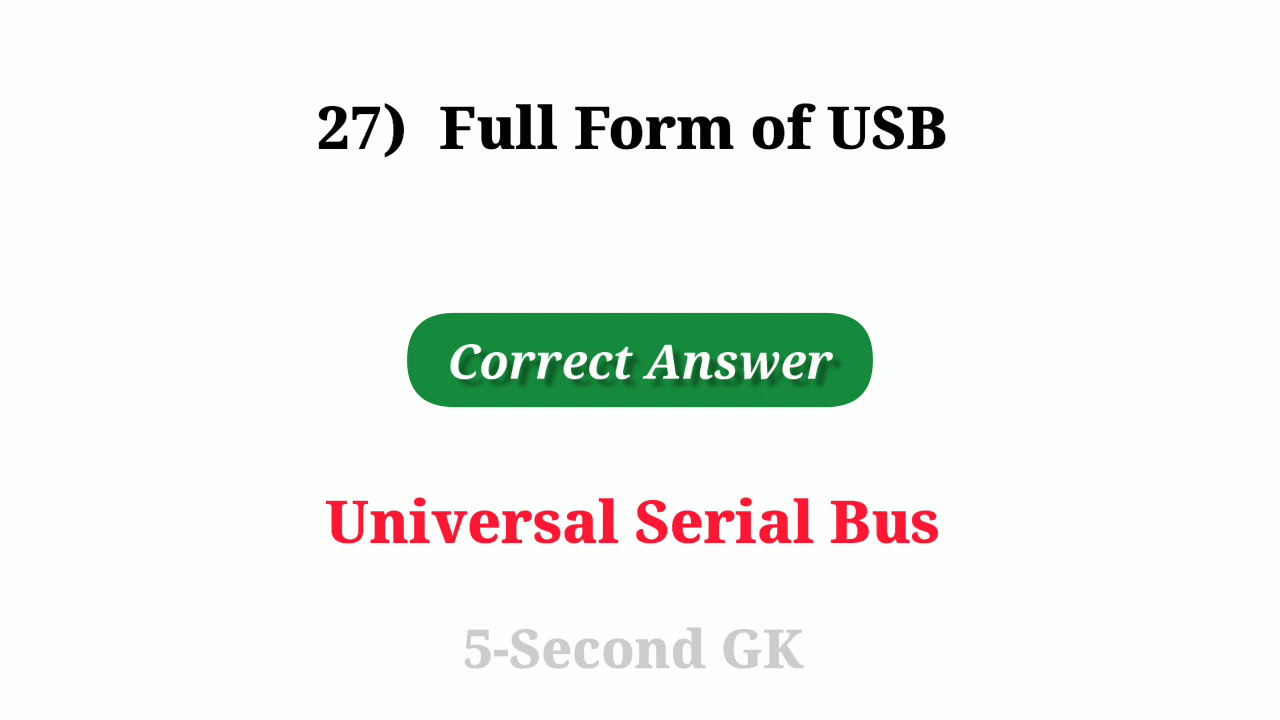 27) Full Form of USB
Correct Answer
Universal Serial Bus
5-Second GK